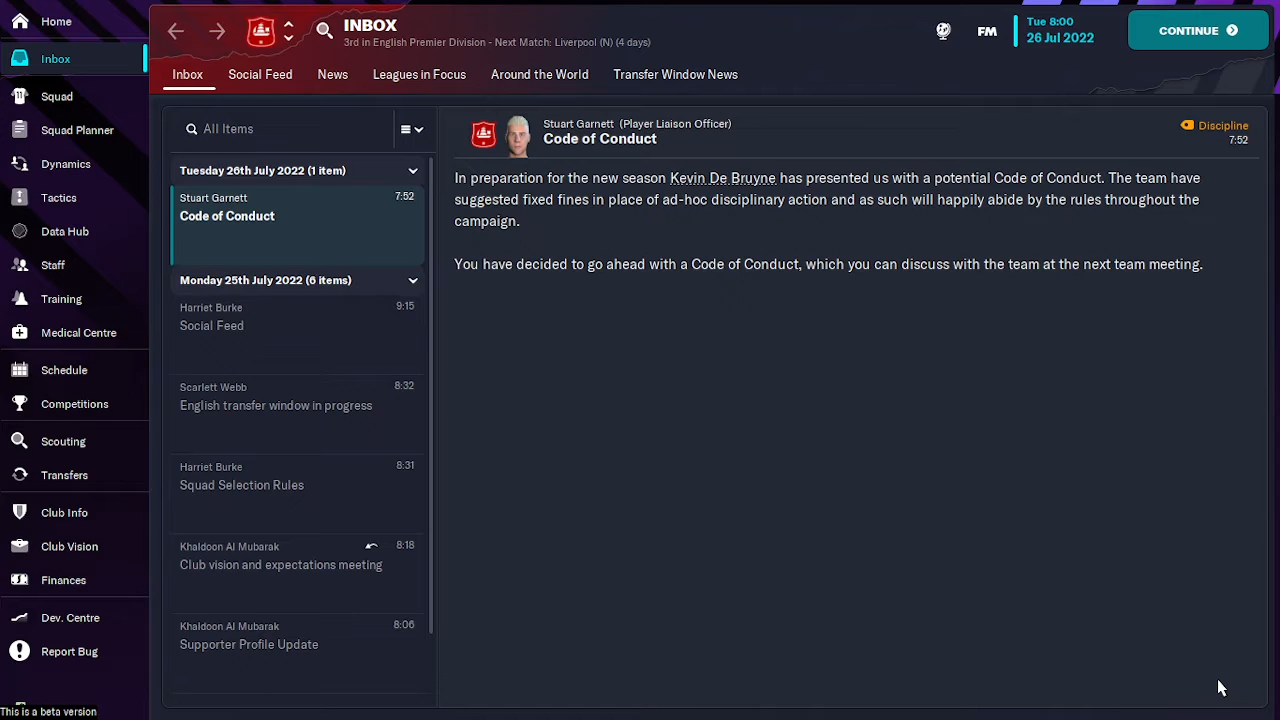 Home
Inbox
Squad
Squad Planner
Dynamics
Tactics
Data Hub
Staff
Training
Medical Centre
Schedule
Competitions
Scouting
Transfers
Club Info
Club Vision
Finances
Dev. Centre
Report Bug
This is a beta version
INBOX
3rd in English Premier Division - Next Match: Liverpool (N) (4 days)
FM
Tue 8:00
26 Jul 2022
CONTINUE
Inbox Social Feed News Leagues in Focus Around the World Transfer Window News
All Items
Tuesday 26th July 2022 (1 item)
Stuart Garnett 7:52
Code of Conduct
Monday 25th July 2022 (6 items)
Harriet Burke 9:15
Social Feed
Scarlett Webb 8:32
English transfer window in progress
Harriet Burke 8:31
Squad Selection Rules
Khaldoon Al Mubarak 8:18
Club vision and expectations meeting
Khaldoon Al Mubarak 8:06
Supporter Profile Update
Stuart Garnett (Player Liaison Officer)
Code of Conduct
Discipline
7:52
In preparation for the new season Kevin De Bruyne has presented us with a potential Code of Conduct. The team have
suggested fixed fines in place of ad-hoc disciplinary action and as such will happily abide by the rules throughout the
campaign.
You have decided to go ahead with a Code of Conduct, which you can discuss with the team at the next team meeting.